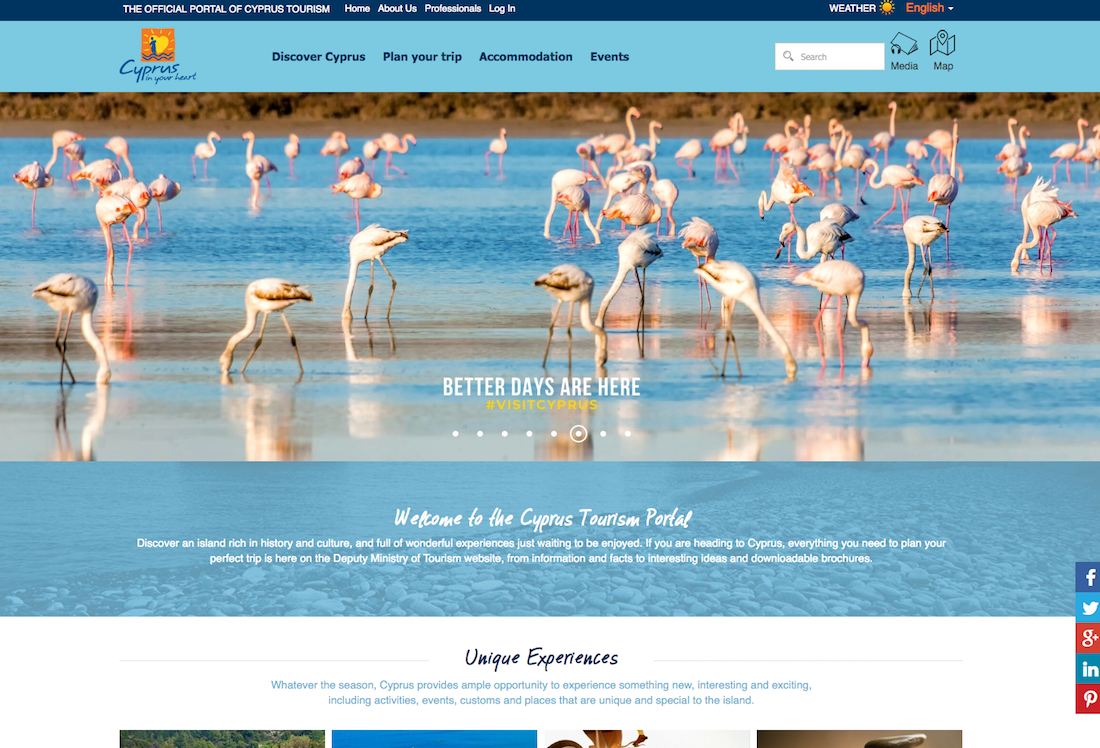 THE OFFICIAL PORTAL OF CYPRUS TOURISM Home About Us Professionals Log In WEATHER English
Cyprus
in your heart
Discover Cyprus Plan your trip Accommodation Events
Search
Media Map
BETTER DAYS ARE HERE
#VISITCYPRUS
Welcome to the Cyprus Tourism Portal
Discover an island rich in history and culture, and full of wonderful experiences just waiting to be enjoyed. If you are heading to Cyprus, everything you need to plan your
perfect trip is here on the Deputy Ministry of Tourism website, from information and facts to interesting ideas and downloadable brochures.
f
g+
in
Unique Experiences
Whatever the season, Cyprus provides ample opportunity to experience something new, interesting and exciting,
including activities, events, customs and places that are unique and special to the island.